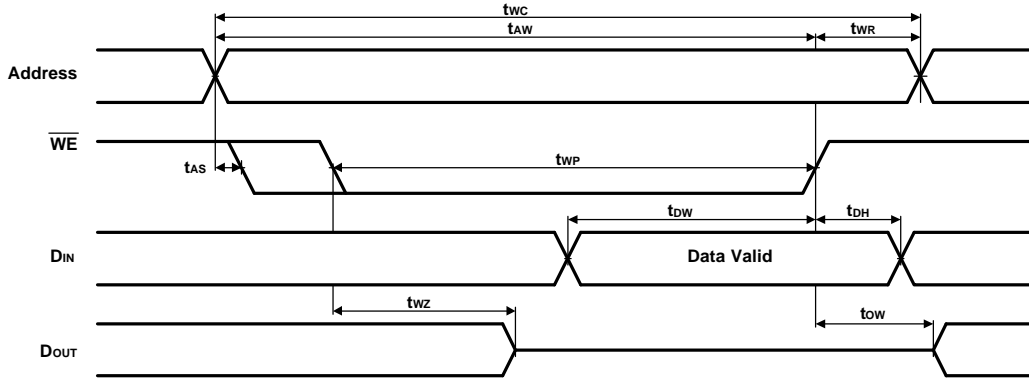 tWC
tAW tWR
Address
WE
tAS tWP
tDW tDH
DIN Data Valid
tWZ
tOW
DOUT